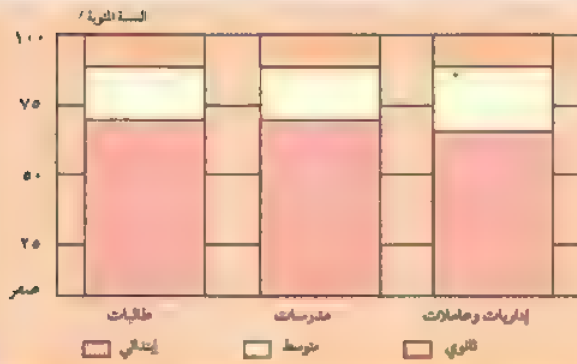 النسبة المئوية ٪
١٠٠
٧٥
٥٠
٢٥
صفر
طالبات
مدرسات
إداريات وعاملات
إبتدائي
متوسط
ثانوي